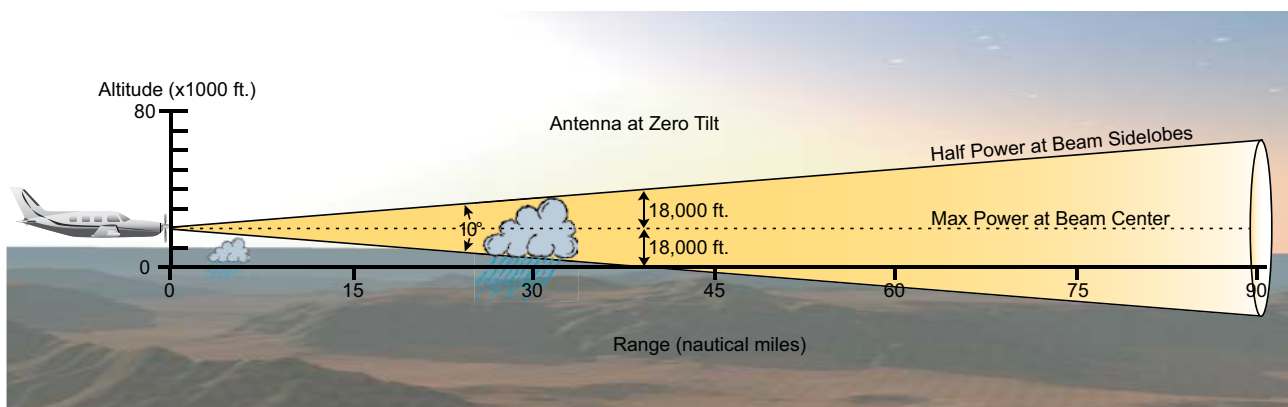 Altitude (x1000 ft.)
80
Antenna at Zero Tilt
Half Power at Beam Sidelobes
18,000 ft.
Max Power at Beam Center
10°
18,000 ft.
0
0 15 30 45 60 75 90
Range (nautical miles)